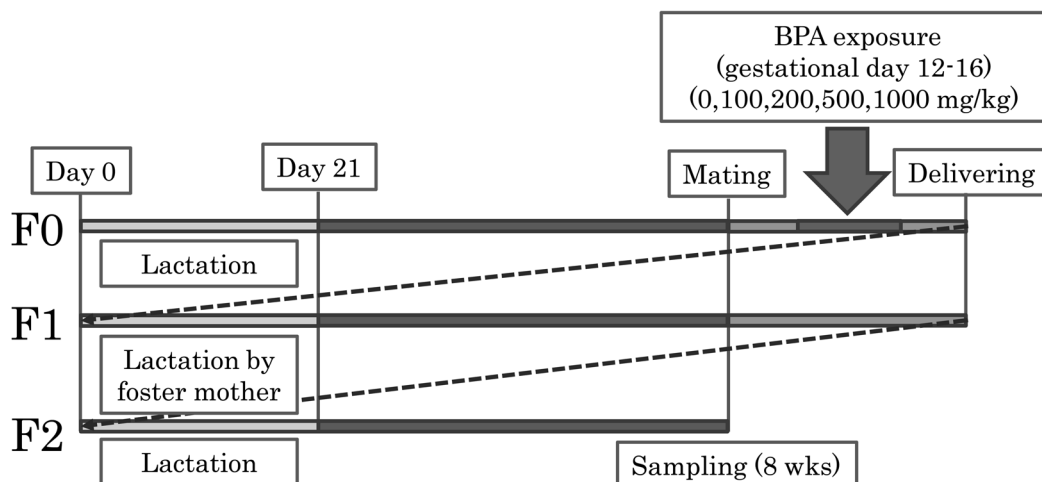 BPA exposure
(gestational day 12-16)
(0,100,200,500,1000 mg/kg)
Day 0
Day 21
Mating
Delivering
F0
Lactation
F1
Lactation by
foster mother
F2
Lactation
Sampling (8 wks)